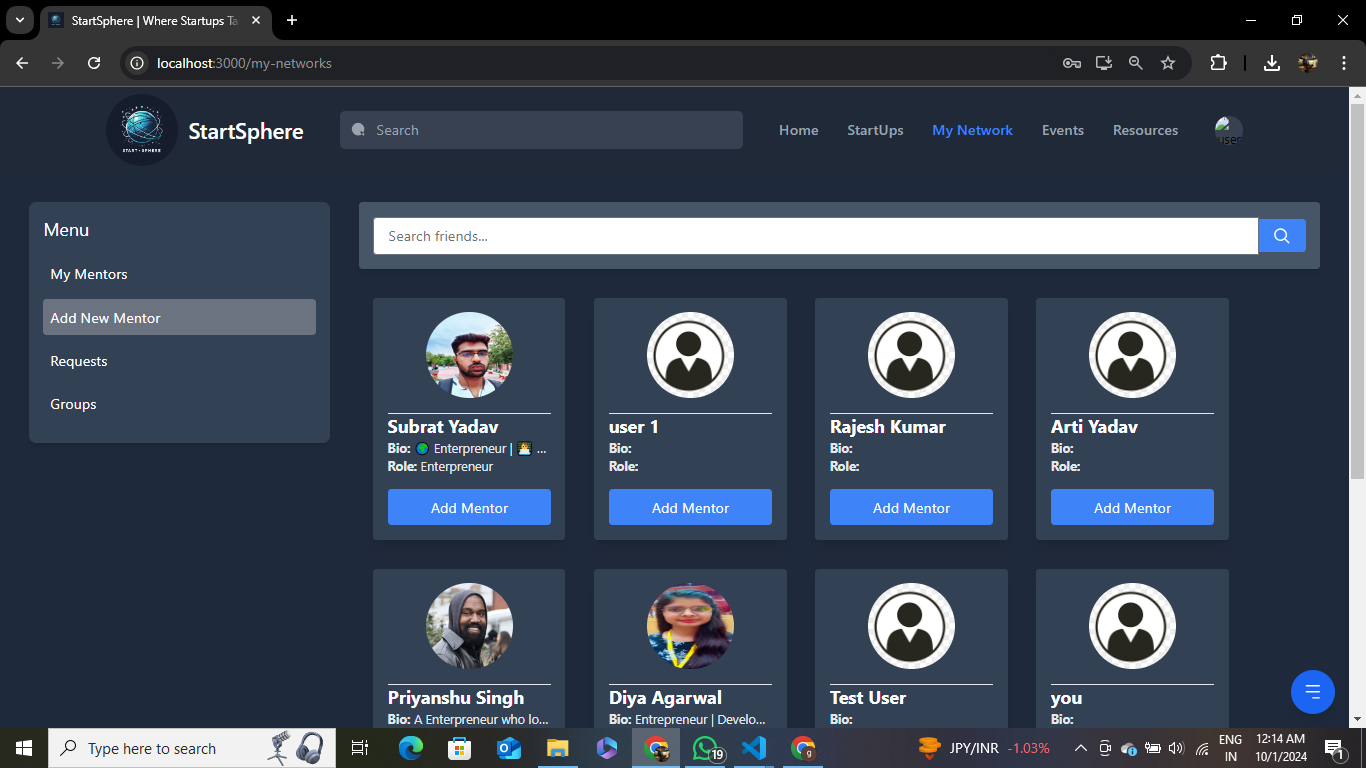 StartSphere | Where Startups Ta
localhost:3000/my-networks
START - SPHERE
StartSphere
Search
Home
StartUps
My Network
Events
Resources
user
Menu
My Mentors
Add New Mentor
Requests
Groups
Search friends...
Subrat Yadav
Bio: 🌍 Enterpreneur | 👨‍💻 ...
Role: Enterpreneur
Add Mentor
user 1
Bio:
Role:
Add Mentor
Rajesh Kumar
Bio:
Role:
Add Mentor
Arti Yadav
Bio:
Role:
Add Mentor
Priyanshu Singh
Bio: A Enterpreneur who lo...
Diya Agarwal
Bio: Entrepreneur | Develo...
Test User
Bio:
you
Bio:
Type here to search
19
g
JPY/INR -1.03%
ENG
IN
12:14 AM
10/1/2024
1